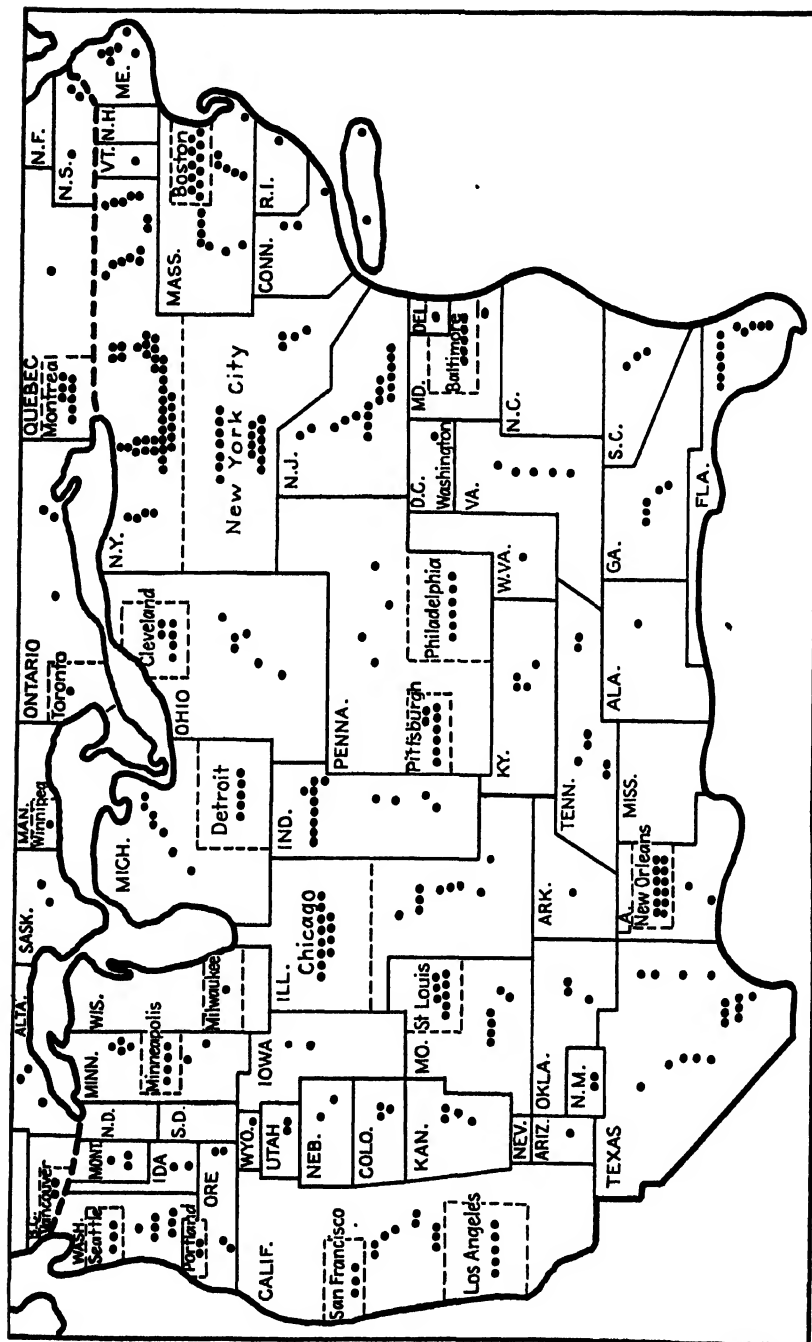 B.C.
Vancouver
ALTA.
SASK.
MAN.
Winnipeg
ONTARIO
Toronto
QUEBEC
Montreal
N.F.
N.S.
WASH.
Seattle
Portland
MONT
IDA
ORE
N.D.
S.D.
MINN.
Minneapolis
WIS.
Milwaukee
MICH.
Detroit
OHIO
Cleveland
N.Y.
New York City
VT.
N.H.
ME.
MASS.
Boston
CONN.
R.I.
CALIF.
San Francisco
Los Angeles
WYO.
UTAH
NEB.
COLO.
KAN.
NEV.
ARIZ.
IOWA
ILL.
Chicago
IND.
PENNA.
Pittsburgh
Philadelphia
N.J.
MO.
St Louis
KY.
W.VA.
D.C.
Washington
VA.
MD.
DEL.
Baltimore
N.C.
OKLA.
N.M.
ARK.
TENN.
TEXAS
New Orleans
MISS.
ALA.
GA.
S.C.
FLA.